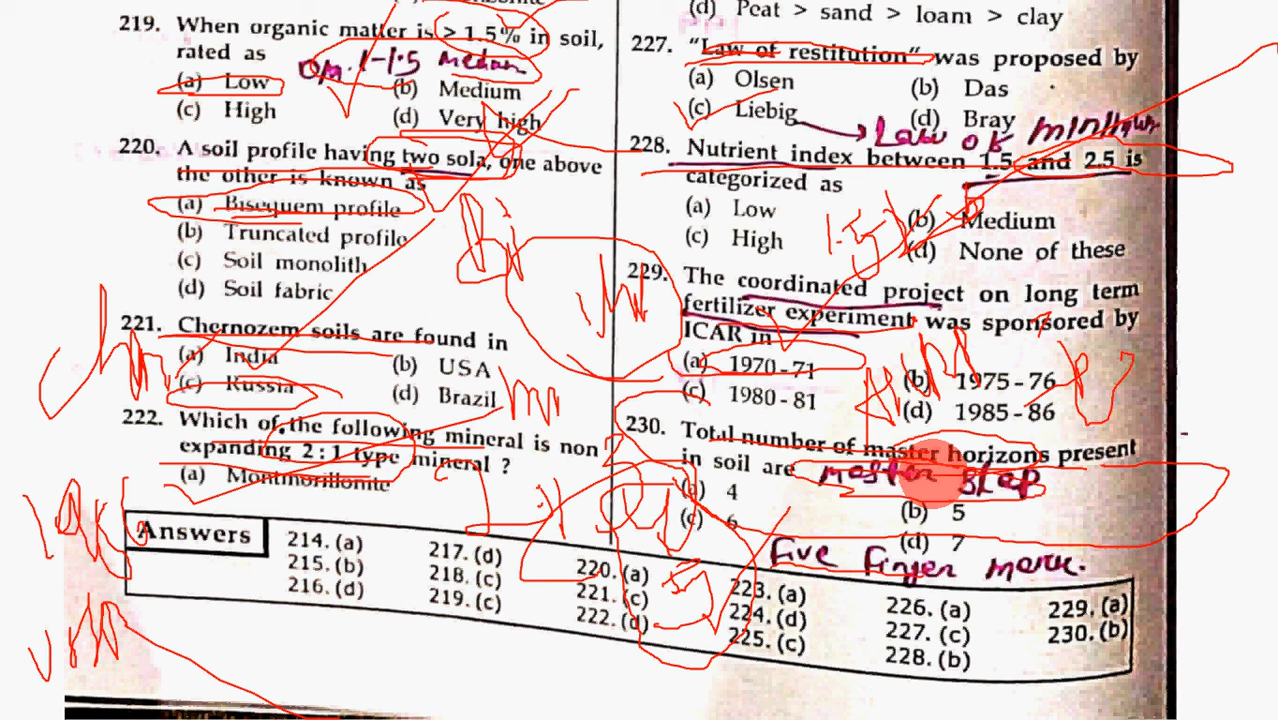 219. When organic matter is > 1.5% in soil,
rated as
O.M. 1-1.5 Medium
(a) Low
(b) Medium
(c) High
(d) Very high
220. A soil profile having two sola, one above
the other is known as
(a) Bisequem profile
(b) Truncated profile
(c) Soil monolith
(d) Soil fabric
221. Chernozem soils are found in
(a) India
(b) USA
(c) Russia
(d) Brazil
222. Which of the following mineral is non
expanding 2 : 1 type mineral ?
(a) Montmorillonite
(d) Peat > sand > loam > clay
227. "Law of restitution" was proposed by
(a) Olsen
(b) Das
(c) Liebig
(d) Bray
Law of minimum
228. Nutrient index between 1.5 and 2.5 is
categorized as
(a) Low
(b) Medium
(c) High
(d) None of these
229. The coordinated project on long term
fertilizer experiment was sponsored by
ICAR in
(a) 1970-71
(b) 1975-76
(c) 1980-81
(d) 1985-86
230. Total number of master horizons present
in soil are
master step
(a) 4
(b) 5
(c) 6
(d) 7
Five finger mark.
Answers
214. (a) 217. (d) 220. (a) 223. (a) 226. (a) 229. (a)
215. (b) 218. (c) 221. (c) 224. (d) 227. (c) 230. (b)
216. (d) 219. (c) 222. (d) 225. (c) 228. (b)